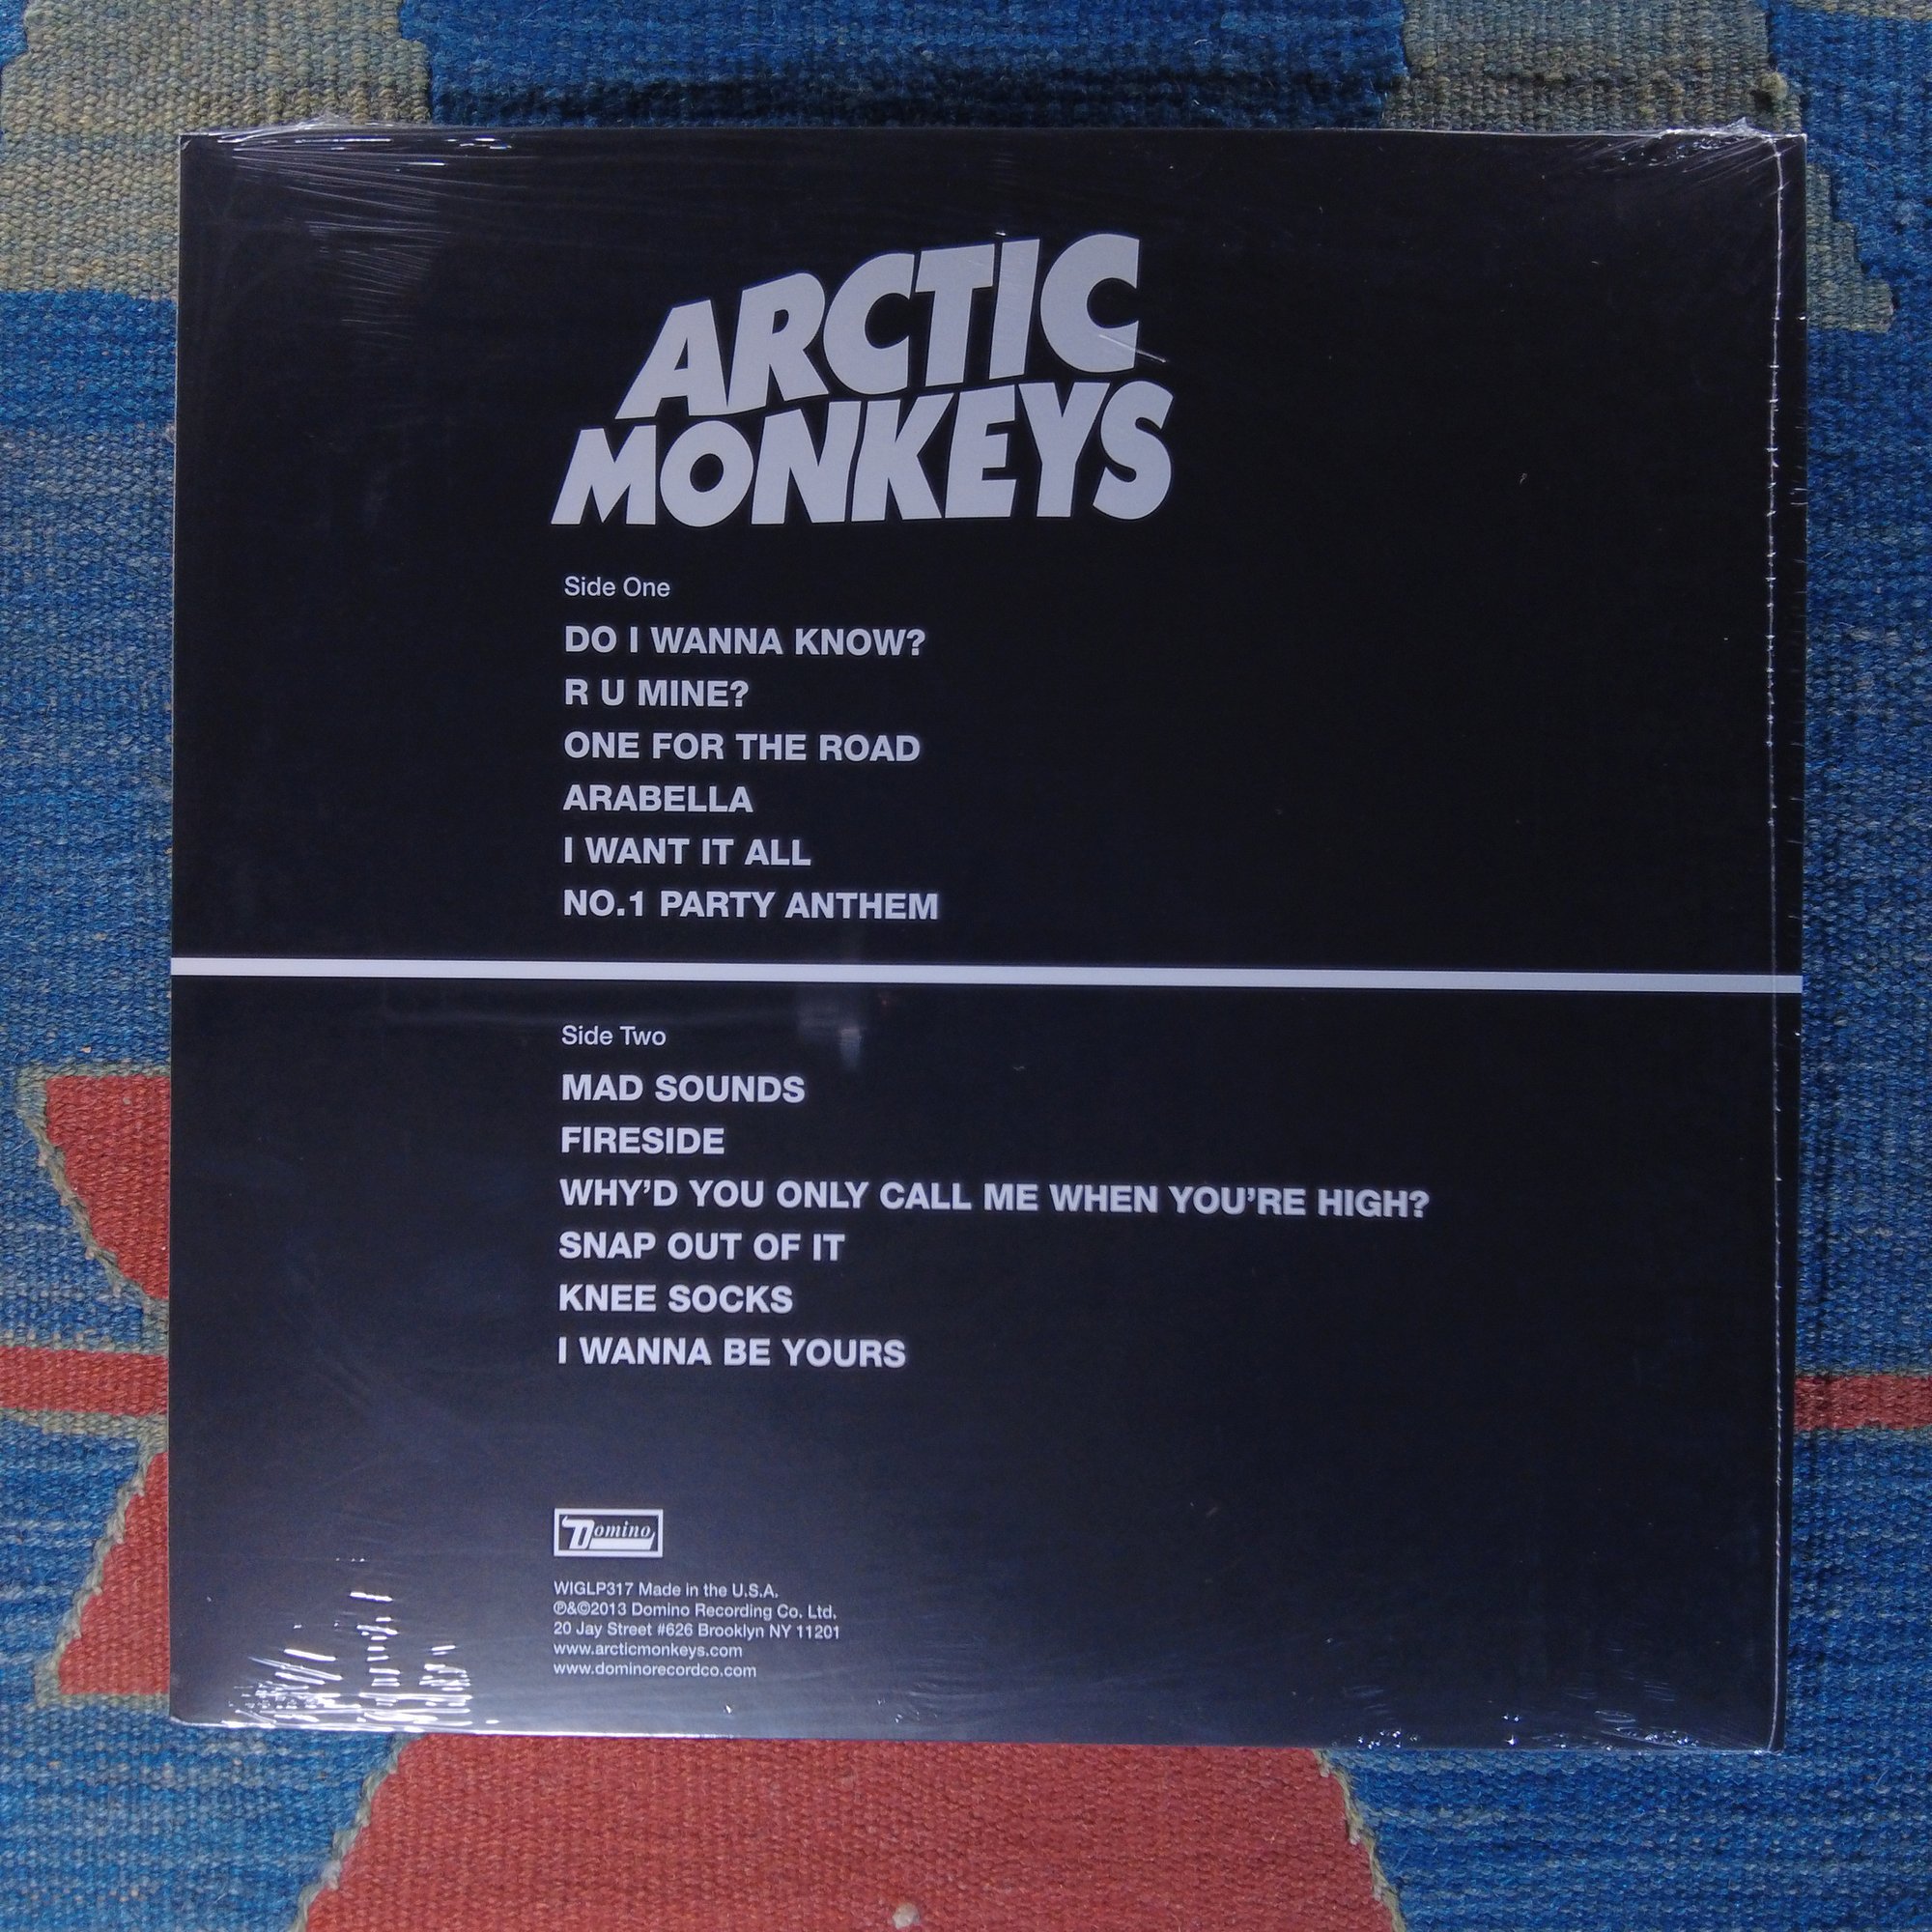 ARCTIC
MONKEYS
Side One
DO I WANNA KNOW?
R U MINE?
ONE FOR THE ROAD
ARABELLA
I WANT IT ALL
NO.1 PARTY ANTHEM
Side Two
MAD SOUNDS
FIRESIDE
WHY’D YOU ONLY CALL ME WHEN YOU’RE HIGH?
SNAP OUT OF IT
KNEE SOCKS
I WANNA BE YOURS
Domino
WIGLP317 Made in the U.S.A.
℗&©2013 Domino Recording Co. Ltd.
20 Jay Street #626 Brooklyn NY 11201
www.arcticmonkeys.com
www.dominorecordco.com